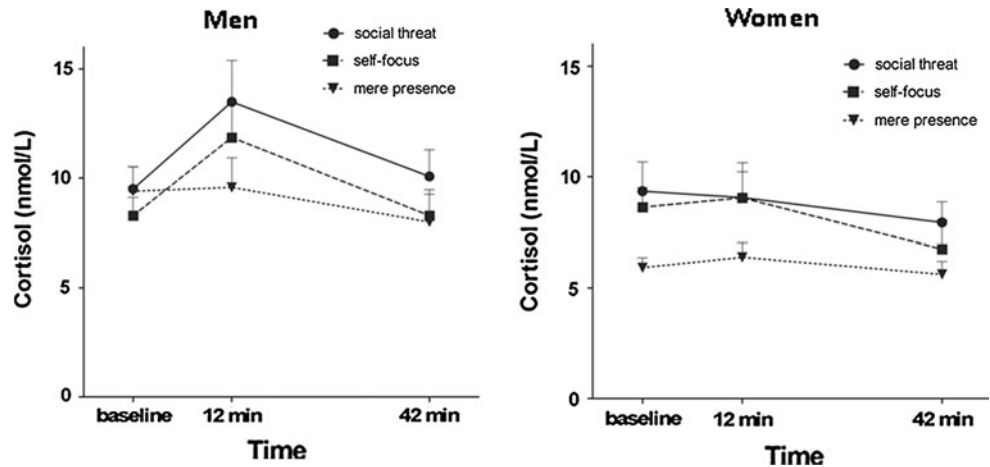 Men
social threat
self-focus
mere presence
15
10
5
0
Cortisol (nmol/L)
baseline
12 min
42 min
Time
Women
social threat
self-focus
mere presence
15
10
5
0
Cortisol (nmol/L)
baseline
12 min
42 min
Time